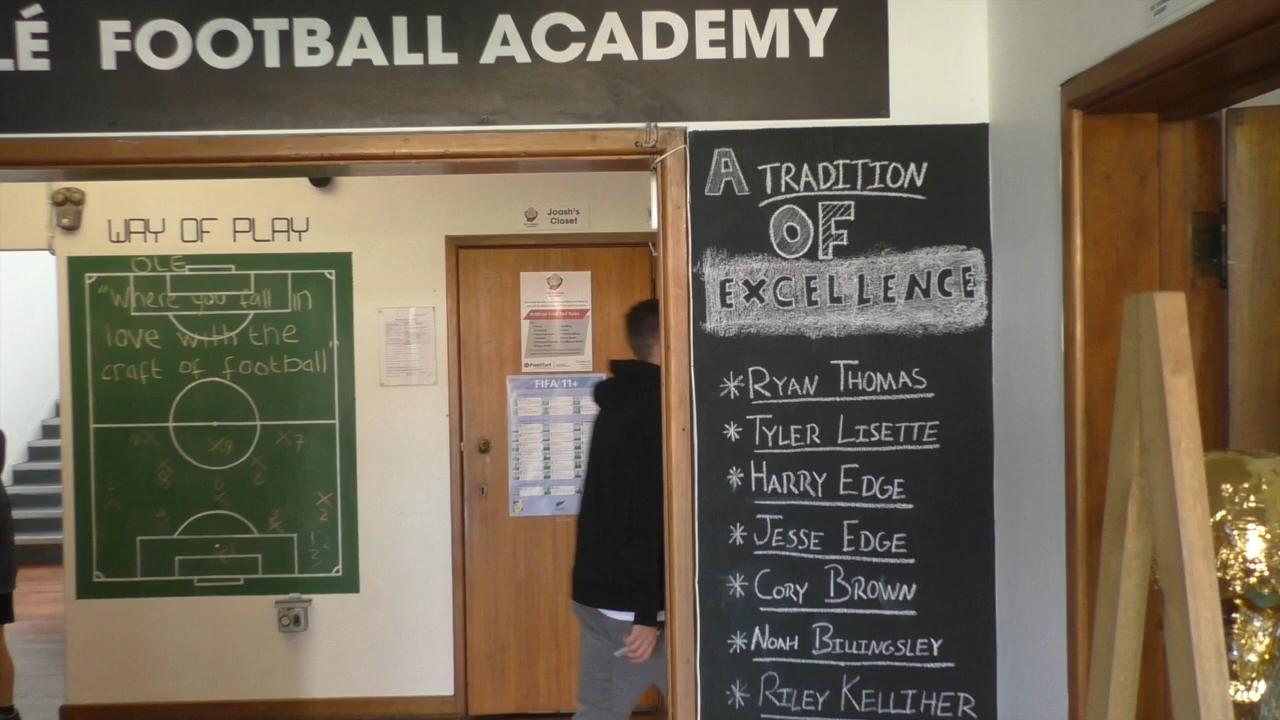 LÉ FOOTBALL ACADEMY
WAY OF PLAY
OLE
"Where you fall in
love with the
craft of football"
Joash's
Closet
FIFA 11+
A TRADITION
OF
EXCELLENCE
*RYAN THOMAS
*TYLER LISETTE
*HARRY EDGE
*JESSE EDGE
*CORY BROWN
*NOAH BILLINGSLEY
*RILEY KELLIHER